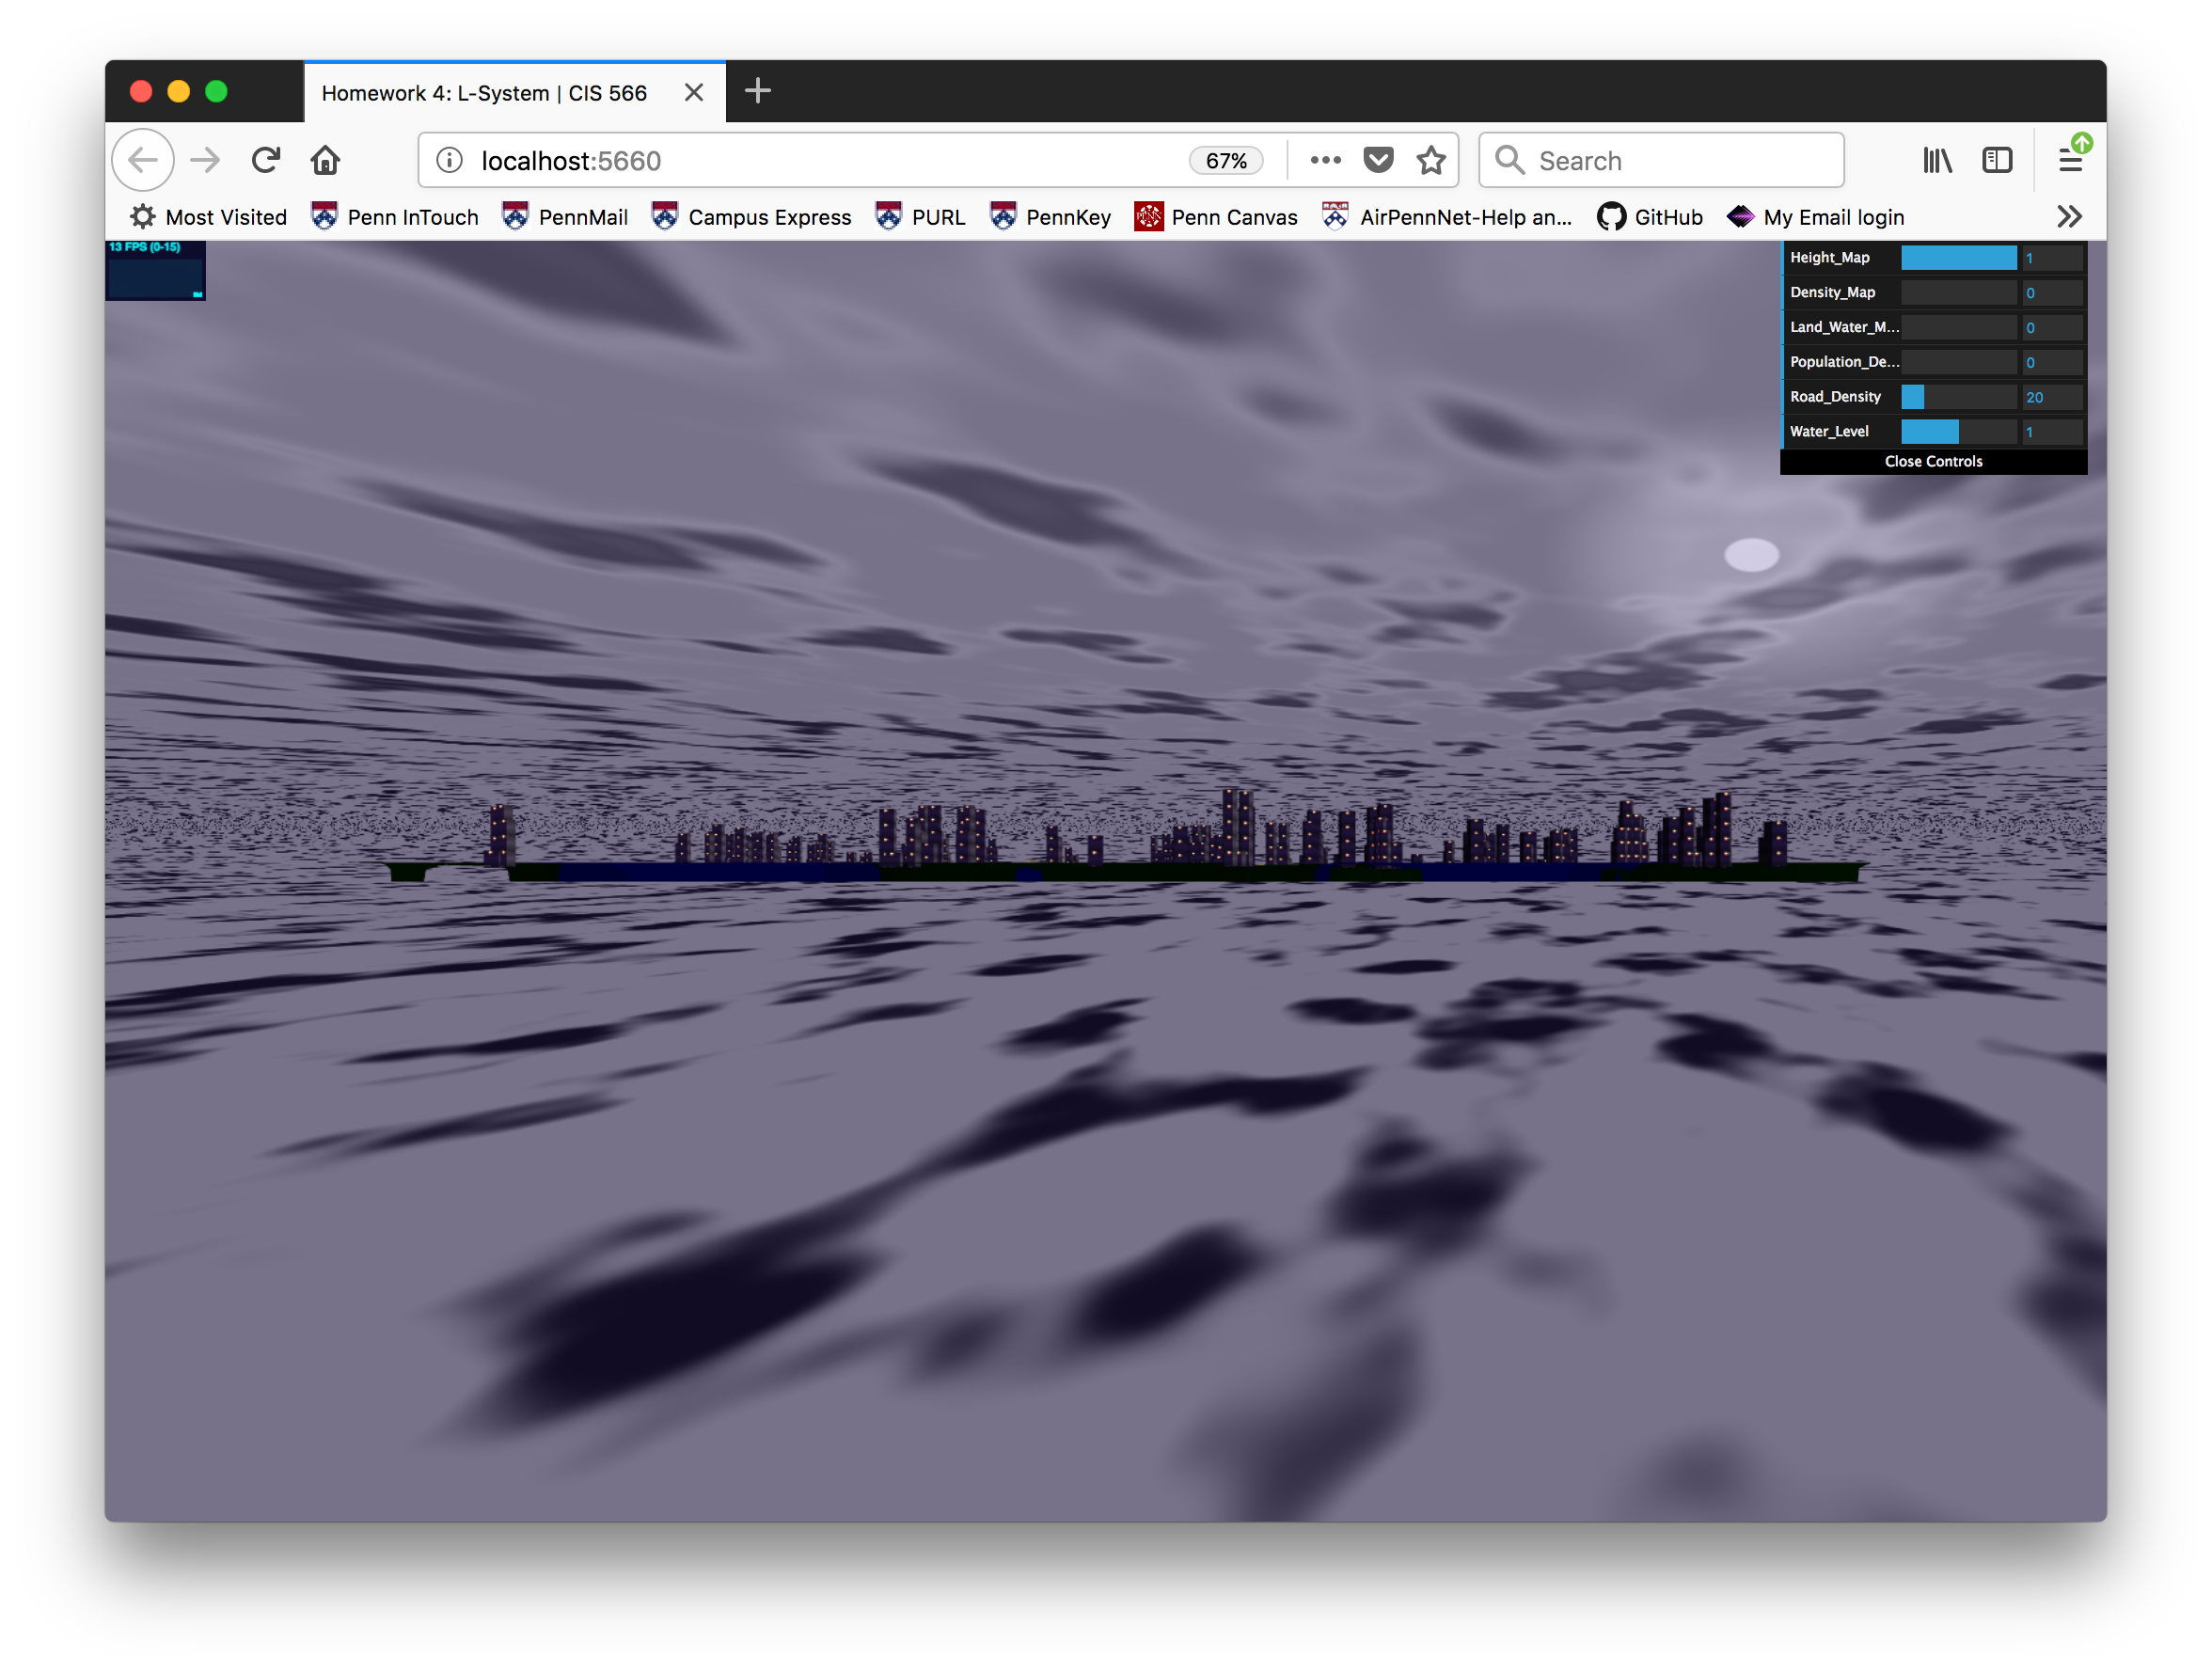 Homework 4: L-System | CIS 566
localhost:5660
67%
Search
Most Visited
Penn InTouch
PennMail
Campus Express
PURL
PennKey
Penn Canvas
AirPennNet-Help an...
GitHub
My Email login
13 FPS (0-15)
Height_Map 1
Density_Map 0
Land_Water_M... 0
Population_De... 0
Road_Density 20
Water_Level 1
Close Controls